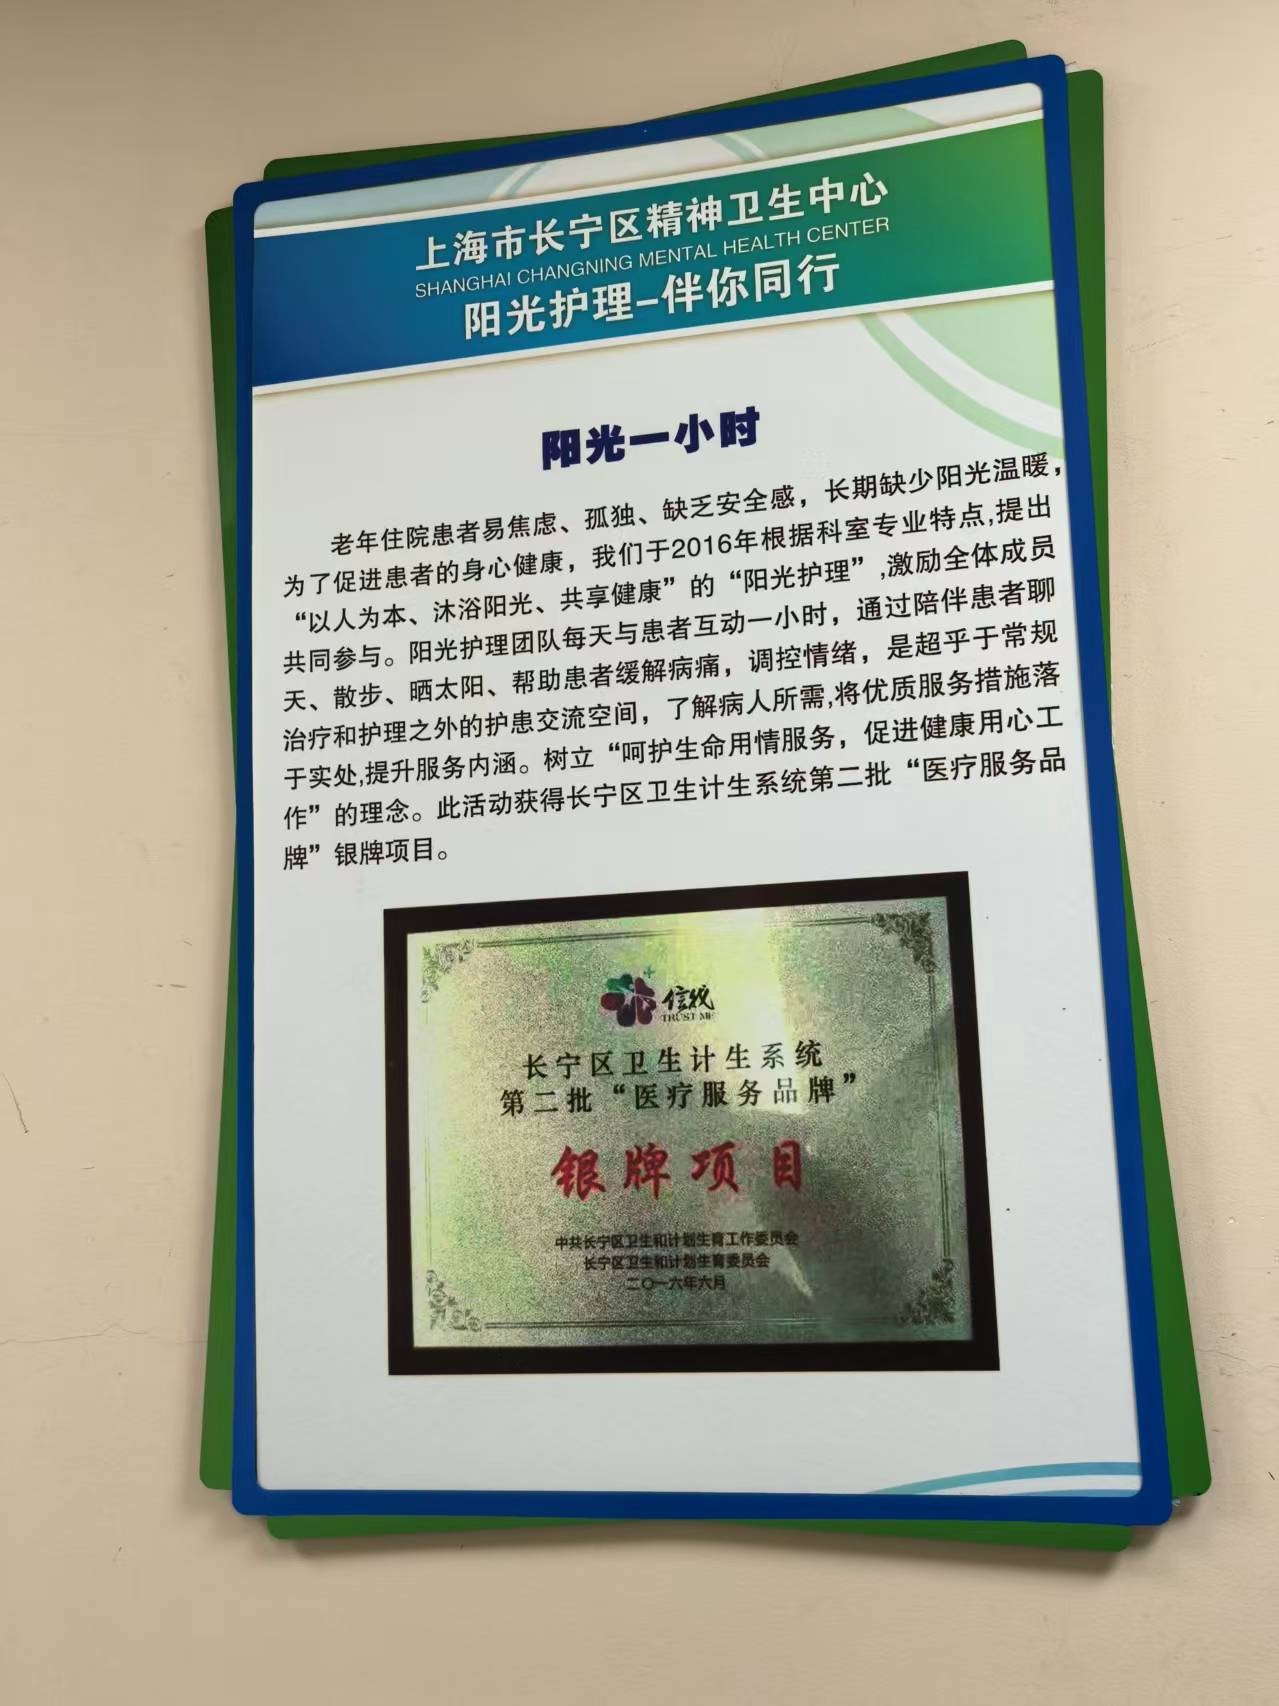 上海市长宁区精神卫生中心
SHANGHAI CHANGNING MENTAL HEALTH CENTER
阳光护理-伴你同行
阳光一小时
老年住院患者易焦虑、孤独、缺乏安全感，长期缺少阳光温暖，
为了促进患者的身心健康，我们于2016年根据科室专业特点,提出
“以人为本、沐浴阳光、共享健康”的“阳光护理”,激励全体成员
共同参与。阳光护理团队每天与患者互动一小时，通过陪伴患者聊
天、散步、晒太阳、帮助患者缓解病痛，调控情绪，是超乎于常规
治疗和护理之外的护患交流空间，了解病人所需,将优质服务措施落
于实处,提升服务内涵。树立“呵护生命用情服务，促进健康用心工
作”的理念。此活动获得长宁区卫生计生系统第二批“医疗服务品
牌”银牌项目。
信我
TRUST ME
长宁区卫生计生系统
第二批“医疗服务品牌”
银牌项目
中共长宁区卫生和计划生育工作委员会
长宁区卫生和计划生育委员会
二〇一六年六月